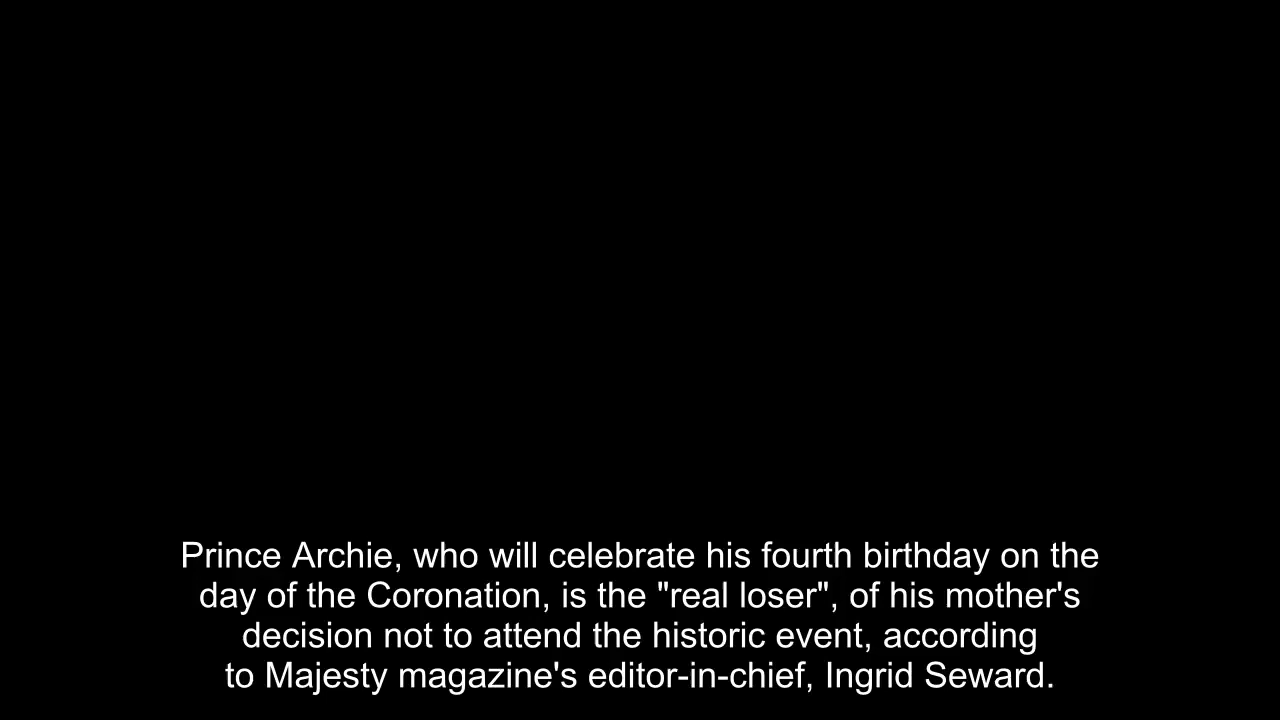 Prince Archie, who will celebrate his fourth birthday on the
day of the Coronation, is the "real loser", of his mother's
decision not to attend the historic event, according
to Majesty magazine's editor-in-chief, Ingrid Seward.